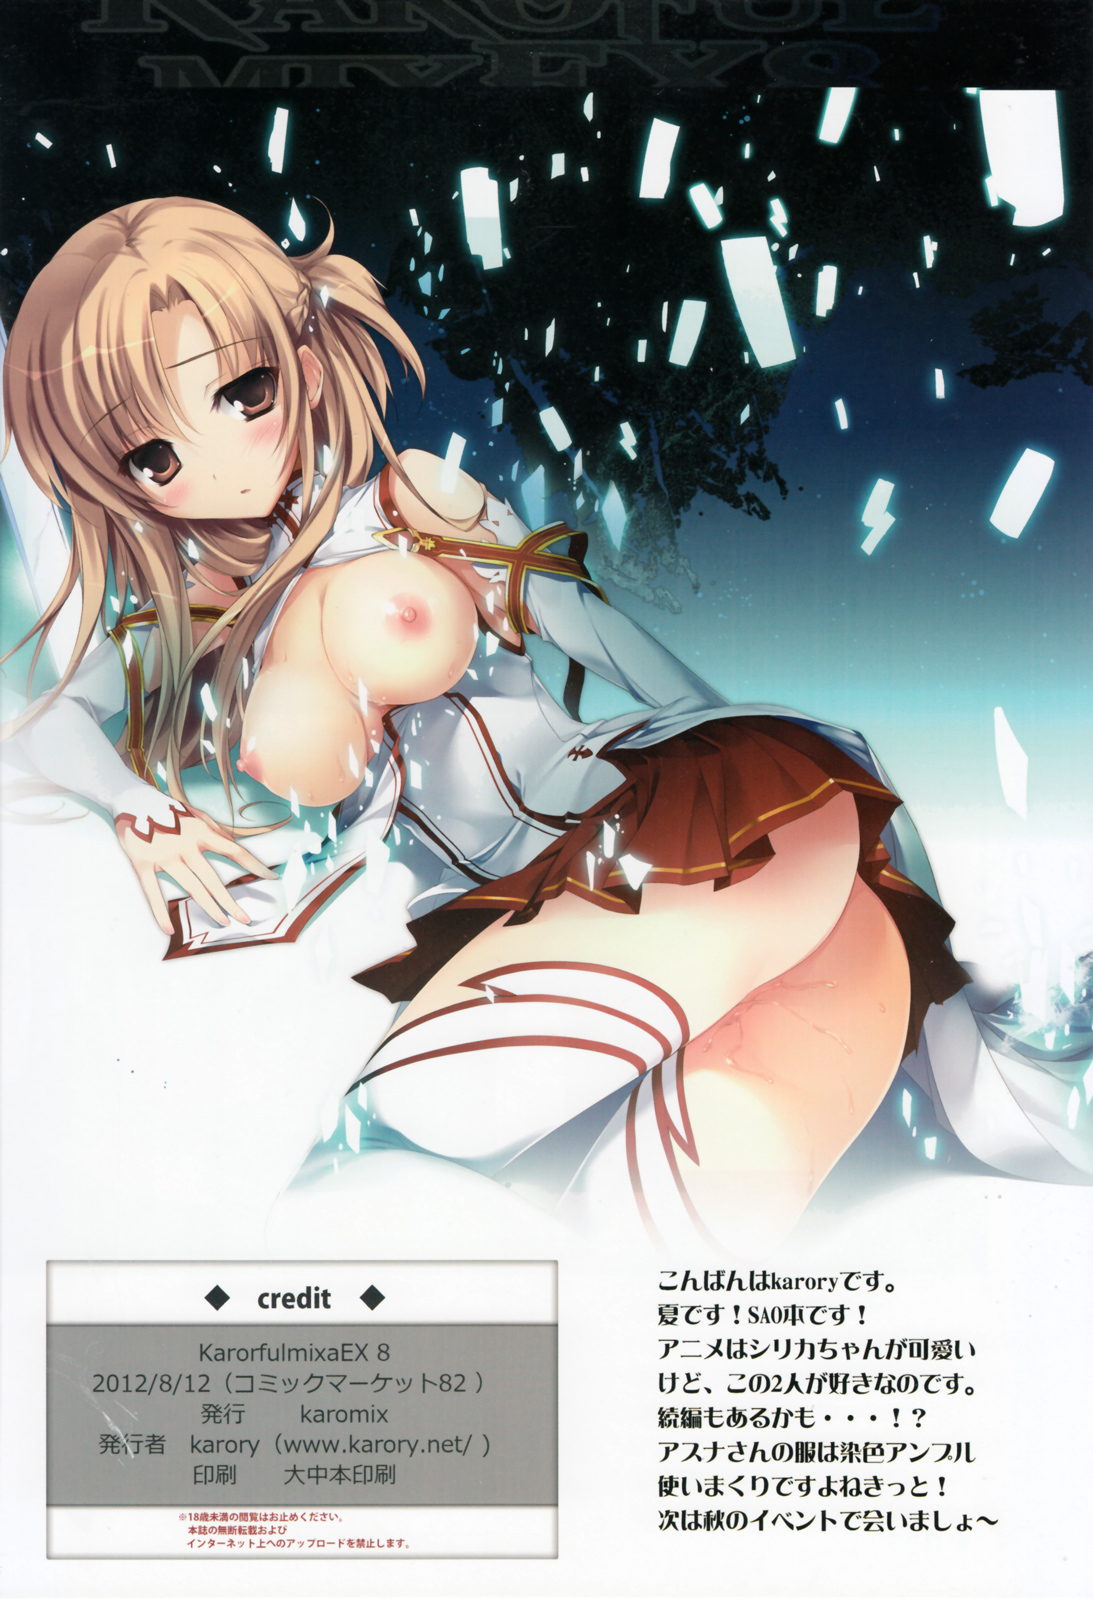 KAROFUL
MIXEX8
◆ credit ◆
KarorfulmixaEX 8
2012/8/12（コミックマーケット82 ）
発行 karomix
発行者 karory（www.karory.net/ )
印刷 大中本印刷
※18歳未満の閲覧はお止めください。
本誌の無断転載および
インターネット上へのアップロードを禁止します。
こんばんはkaroryです。
夏です！SAO本です！
アニメはシリカちゃんが可愛い
けど、この2人が好きなのです。
続編もあるかも・・・！？
アスナさんの服は染色アンプル
使いまくりですよねきっと！
次は秋のイベントで会いましょ～